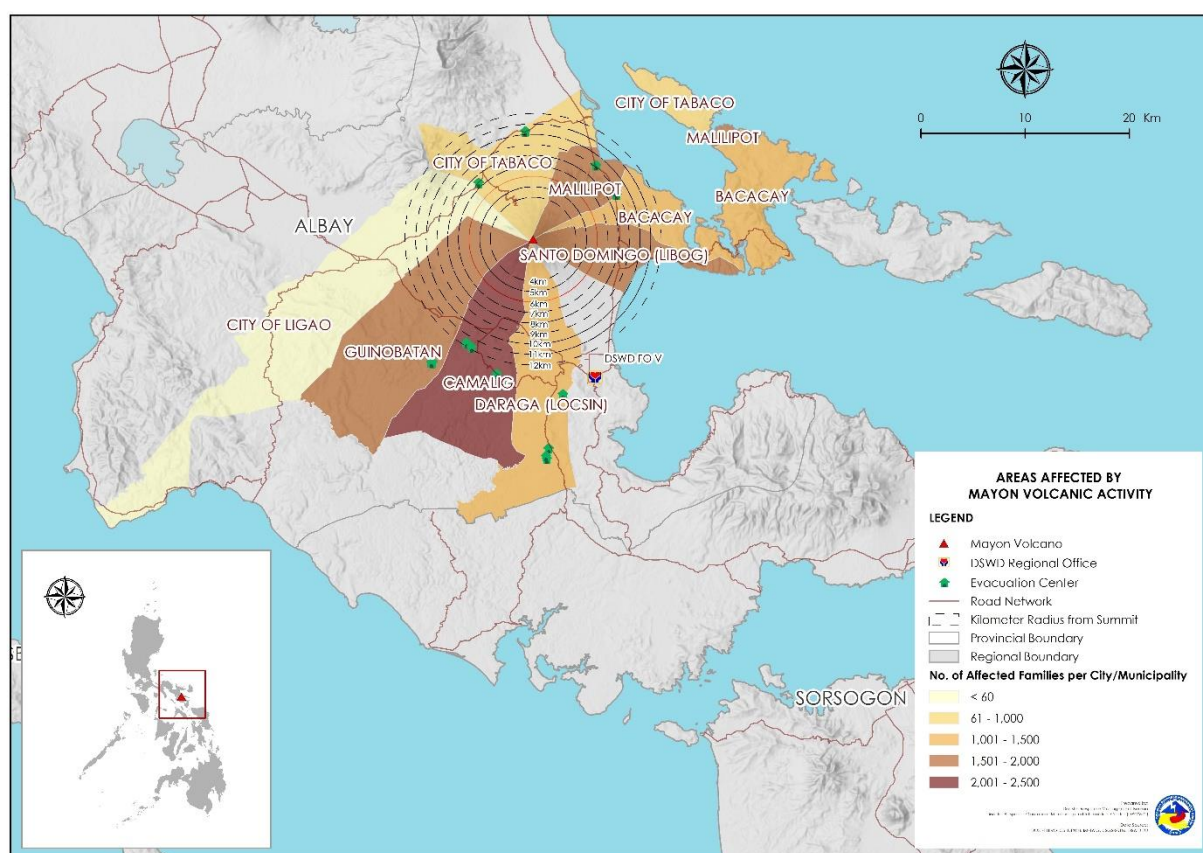 CITY OF TABACO
MALILIPOT
BACACAY
0 10 20 Km
CITY OF TABACO
MALILIPOT
BACACAY
ALBAY
SANTO DOMINGO (LIBOG)
4km
5km
6km
7km
8km
9km
10km
11km
12km
CITY OF LIGAO
GUINOBATAN
CAMALIG
DARAGA (LOCSIN)
DSWD FO V
SORSOGON
AREAS AFFECTED BY
MAYON VOLCANIC ACTIVITY
LEGEND
Mayon Volcano
DSWD Regional Office
Evacuation Center
Road Network
Kilometer Radius from Summit
Provincial Boundary
Regional Boundary
No. of Affected Families per City/Municipality
< 60
61 - 1,000
1,001 - 1,500
1,501 - 2,000
2,001 - 2,500